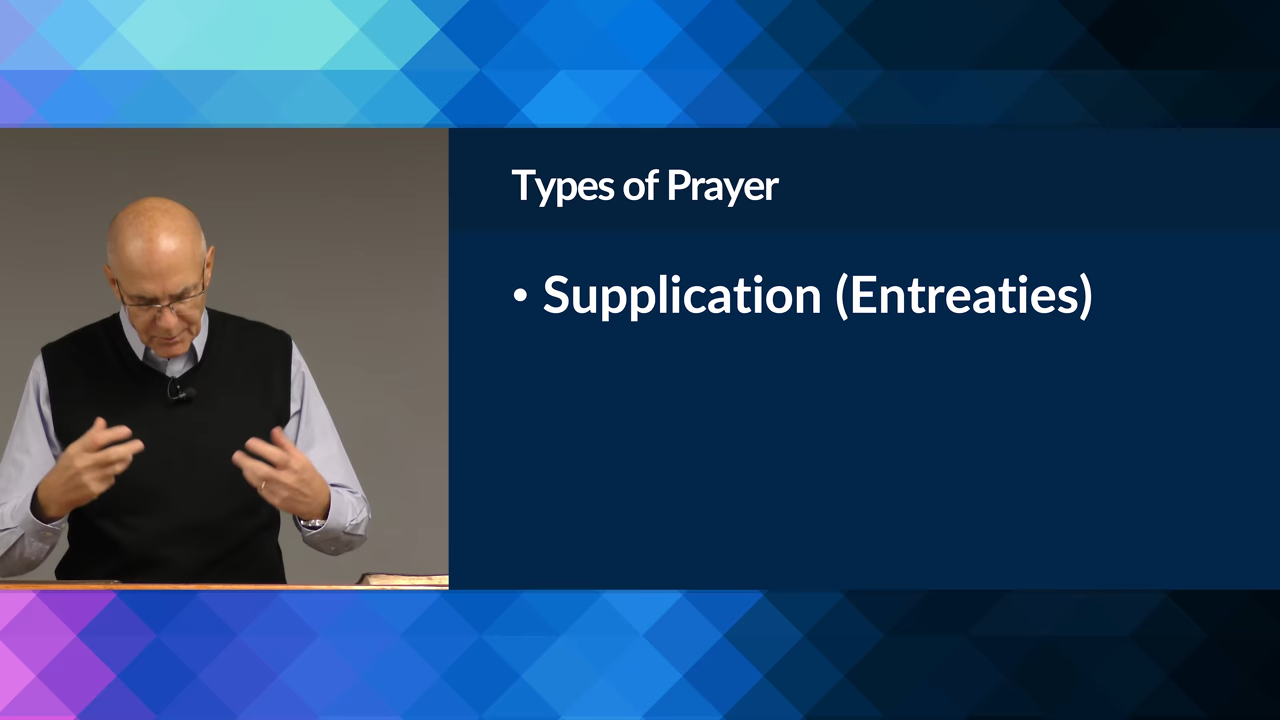 Types of Prayer
• Supplication (Entreaties)